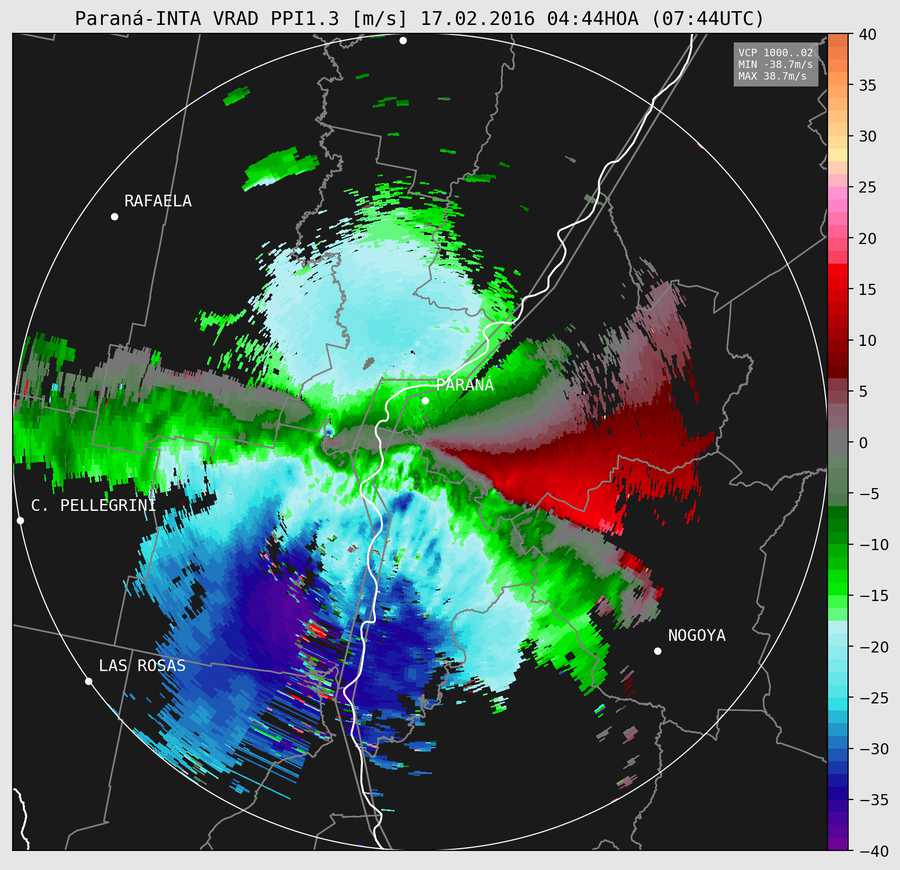 Paraná-INTA VRAD PPI1.3 [m/s] 17.02.2016 04:44HOA (07:44UTC)
VCP 1000..02
MIN -38.7m/s
MAX 38.7m/s
RAFAELA
PARANA
C. PELLEGRINI
NOGOYA
LAS ROSAS
40
35
30
25
20
15
10
5
0
−5
−10
−15
−20
−25
−30
−35
−40